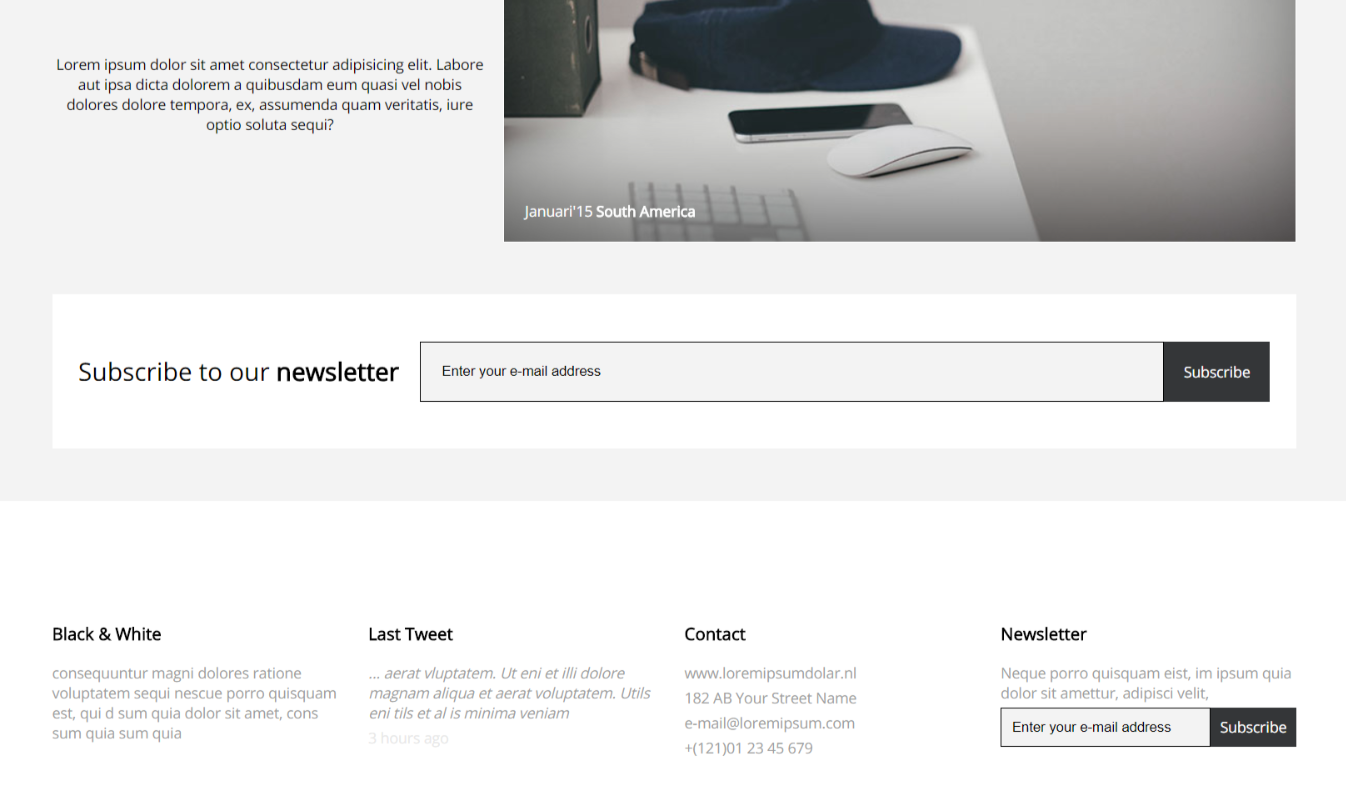 Lorem ipsum dolor sit amet consectetur adipisicing elit. Labore
aut ipsa dicta dolorem a quibusdam eum quasi vel nobis
dolores dolore tempora, ex, assumenda quam veritatis, iure
optio soluta sequi?
Januari'15 South America
Subscribe to our newsletter
Enter your e-mail address
Subscribe
Black & White
consequuntur magni dolores ratione
voluptatem sequi nescue porro quisquam
est, qui d sum quia dolor sit amet, cons
sum quia sum quia
Last Tweet
... aerat vluptatem. Ut eni et illi dolore
magnam aliqua et aerat voluptatem. Utils
eni tils et al is minima veniam
3 hours ago
Contact
www.loremipsumdolar.nl
182 AB Your Street Name
e-mail@loremipsum.com
+(121)01 23 45 679
Newsletter
Neque porro quisquam eist, im ipsum quia
dolor sit amettur, adipisci velit,
Enter your e-mail address
Subscribe